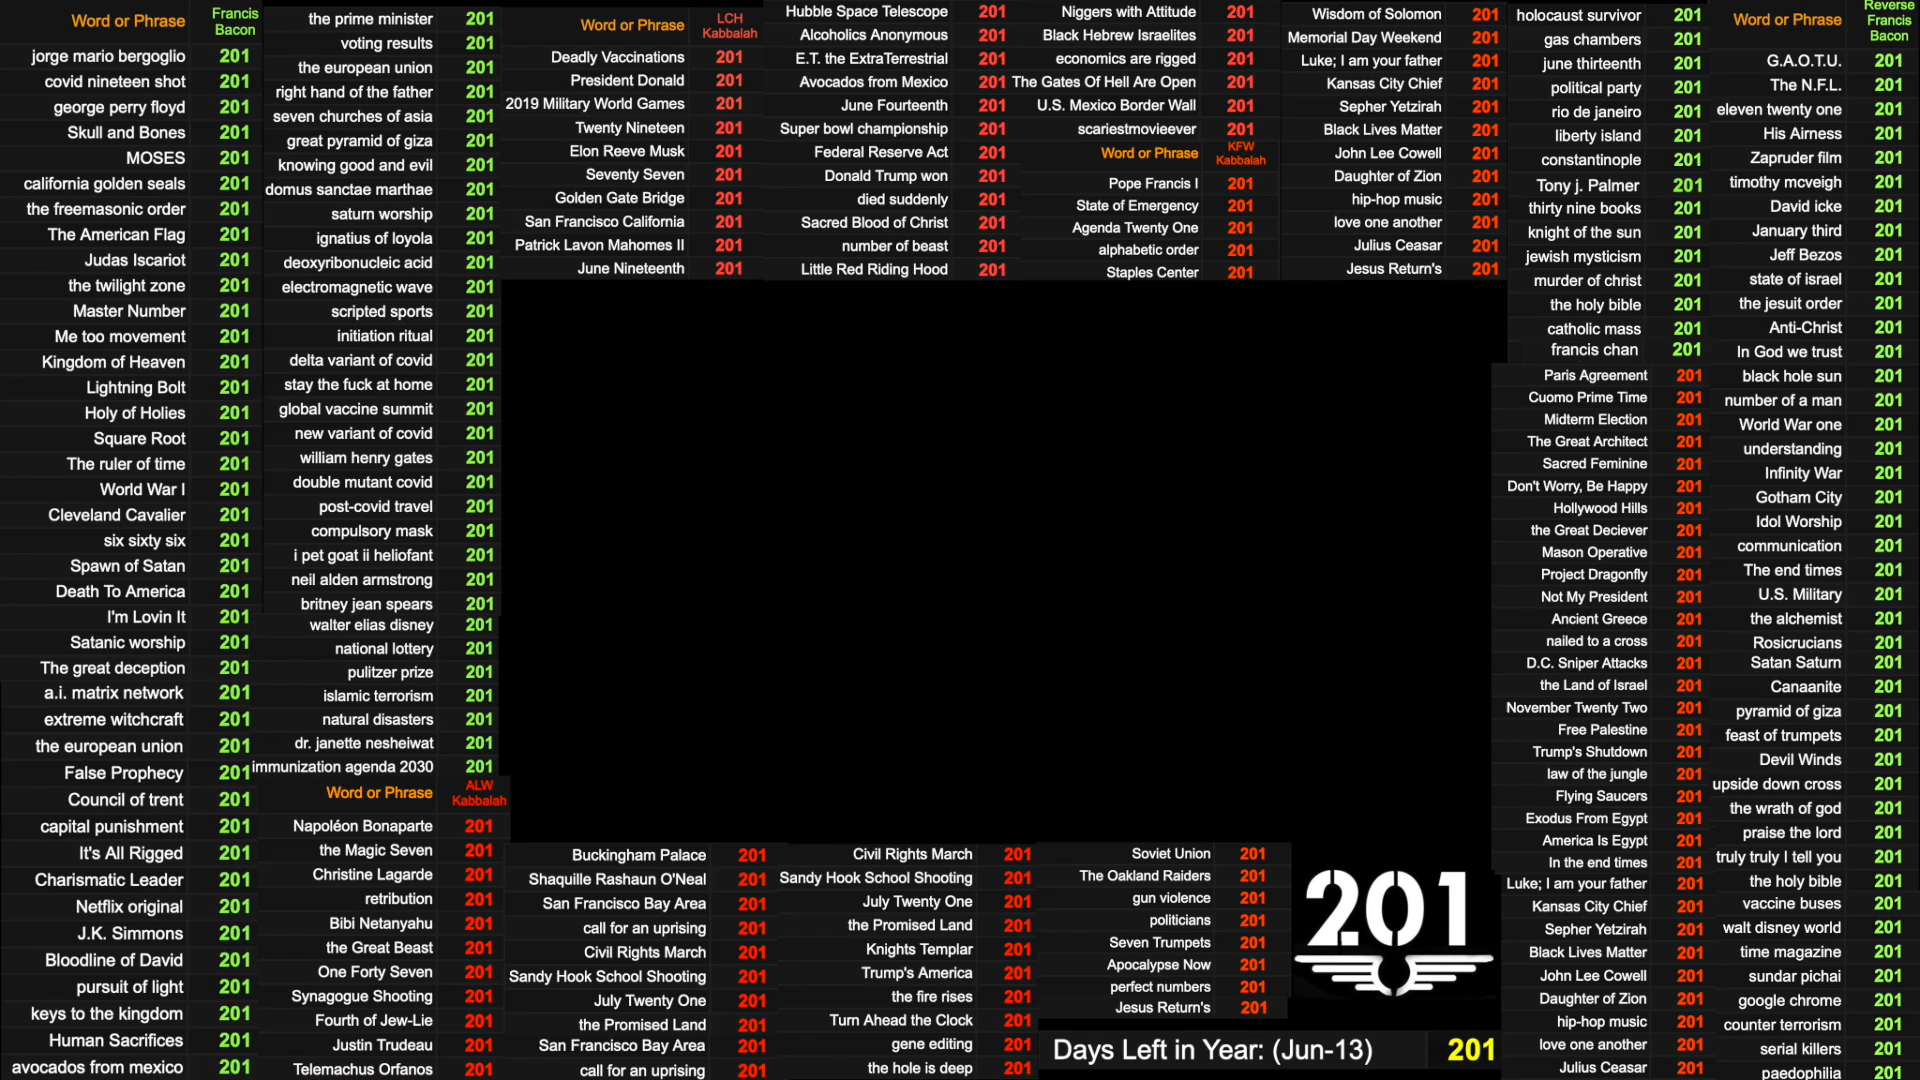 Word or Phrase Francis Bacon
jorge mario bergoglio 201
covid nineteen shot 201
george perry floyd 201
Skull and Bones 201
MOSES 201
california golden seals 201
the freemasonic order 201
The American Flag 201
Judas Iscariot 201
the twilight zone 201
Master Number 201
Me too movement 201
Kingdom of Heaven 201
Lightning Bolt 201
Holy of Holies 201
Square Root 201
The ruler of time 201
World War I 201
Cleveland Cavalier 201
six sixty six 201
Spawn of Satan 201
Death To America 201
I'm Lovin It 201
Satanic worship 201
The great deception 201
a.i. matrix network 201
extreme witchcraft 201
the european union 201
False Prophecy 201
Council of trent 201
capital punishment 201
It's All Rigged 201
Charismatic Leader 201
Netflix original 201
J.K. Simmons 201
Bloodline of David 201
pursuit of light 201
keys to the kingdom 201
Human Sacrifices 201
avocados from mexico 201
the prime minister 201
voting results 201
the european union 201
right hand of the father 201
seven churches of asia 201
great pyramid of giza 201
knowing good and evil 201
domus sanctae marthae 201
saturn worship 201
ignatius of loyola 201
deoxyribonucleic acid 201
electromagnetic wave 201
scripted sports 201
initiation ritual 201
delta variant of covid 201
stay the fuck at home 201
global vaccine summit 201
new variant of covid 201
william henry gates 201
double mutant covid 201
post-covid travel 201
compulsory mask 201
i pet goat ii heliofant 201
neil alden armstrong 201
britney jean spears 201
walter elias disney 201
national lottery 201
pulitzer prize 201
islamic terrorism 201
natural disasters 201
dr. janette nesheiwat 201
immunization agenda 2030 201
Word or Phrase ALW Kabbalah
Napoléon Bonaparte 201
the Magic Seven 201
Christine Lagarde 201
retribution 201
Bibi Netanyahu 201
the Great Beast 201
One Forty Seven 201
Synagogue Shooting 201
Fourth of Jew-Lie 201
Justin Trudeau 201
Telemachus Orfanos 201
Word or Phrase LCH Kabbalah
Deadly Vaccinations 201
President Donald 201
2019 Military World Games 201
Twenty Nineteen 201
Elon Reeve Musk 201
Seventy Seven 201
Golden Gate Bridge 201
San Francisco California 201
Patrick Lavon Mahomes II 201
June Nineteenth 201
Hubble Space Telescope 201
Alcoholics Anonymous 201
E.T. the ExtraTerrestrial 201
Avocados from Mexico 201
June Fourteenth 201
Super bowl championship 201
Federal Reserve Act 201
Donald Trump won 201
died suddenly 201
Sacred Blood of Christ 201
number of beast 201
Little Red Riding Hood 201
Niggers with Attitude 201
Black Hebrew Israelites 201
economics are rigged 201
The Gates Of Hell Are Open 201
U.S. Mexico Border Wall 201
scariestmovieever 201
Word or Phrase KFW Kabbalah
Pope Francis I 201
State of Emergency 201
Agenda Twenty One 201
alphabetic order 201
Staples Center 201
Wisdom of Solomon 201
Memorial Day Weekend 201
Luke; I am your father 201
Kansas City Chief 201
Sepher Yetzirah 201
Black Lives Matter 201
John Lee Cowell 201
Daughter of Zion 201
hip-hop music 201
love one another 201
Julius Ceasar 201
Jesus Return's 201
Buckingham Palace 201
Shaquille Rashaun O'Neal 201
San Francisco Bay Area 201
call for an uprising 201
Civil Rights March 201
Sandy Hook School Shooting 201
July Twenty One 201
the Promised Land 201
San Francisco Bay Area 201
call for an uprising 201
Civil Rights March 201
Sandy Hook School Shooting 201
July Twenty One 201
the Promised Land 201
Knights Templar 201
Trump's America 201
the fire rises 201
Turn Ahead the Clock 201
gene editing 201
the hole is deep 201
Soviet Union 201
The Oakland Raiders 201
gun violence 201
politicians 201
Seven Trumpets 201
Apocalypse Now 201
perfect numbers 201
Jesus Return's 201
201
Days Left in Year: (Jun-13) 201
holocaust survivor 201
gas chambers 201
june thirteenth 201
political party 201
rio de janeiro 201
liberty island 201
constantinople 201
Tony j. Palmer 201
thirty nine books 201
knight of the sun 201
jewish mysticism 201
murder of christ 201
the holy bible 201
catholic mass 201
francis chan 201
Paris Agreement 201
Cuomo Prime Time 201
Midterm Election 201
The Great Architect 201
Sacred Feminine 201
Don't Worry, Be Happy 201
Hollywood Hills 201
the Great Deciever 201
Mason Operative 201
Project Dragonfly 201
Not My President 201
Ancient Greece 201
nailed to a cross 201
D.C. Sniper Attacks 201
the Land of Israel 201
November Twenty Two 201
Free Palestine 201
Trump's Shutdown 201
law of the jungle 201
Flying Saucers 201
Exodus From Egypt 201
America Is Egypt 201
In the end times 201
Luke; I am your father 201
Kansas City Chief 201
Sepher Yetzirah 201
Black Lives Matter 201
John Lee Cowell 201
Daughter of Zion 201
hip-hop music 201
love one another 201
Julius Ceasar 201
Word or Phrase Reverse Francis Bacon
G.A.O.T.U. 201
The N.F.L. 201
eleven twenty one 201
His Airness 201
Zapruder film 201
timothy mcveigh 201
David icke 201
January third 201
Jeff Bezos 201
state of israel 201
the jesuit order 201
Anti-Christ 201
In God we trust 201
black hole sun 201
number of a man 201
World War one 201
understanding 201
Infinity War 201
Gotham City 201
Idol Worship 201
communication 201
The end times 201
U.S. Military 201
the alchemist 201
Rosicrucians 201
Satan Saturn 201
Canaanite 201
pyramid of giza 201
feast of trumpets 201
Devil Winds 201
upside down cross 201
the wrath of god 201
praise the lord 201
truly truly I tell you 201
the holy bible 201
vaccine buses 201
walt disney world 201
time magazine 201
sundar pichai 201
google chrome 201
counter terrorism 201
serial killers 201
paedophilia 201